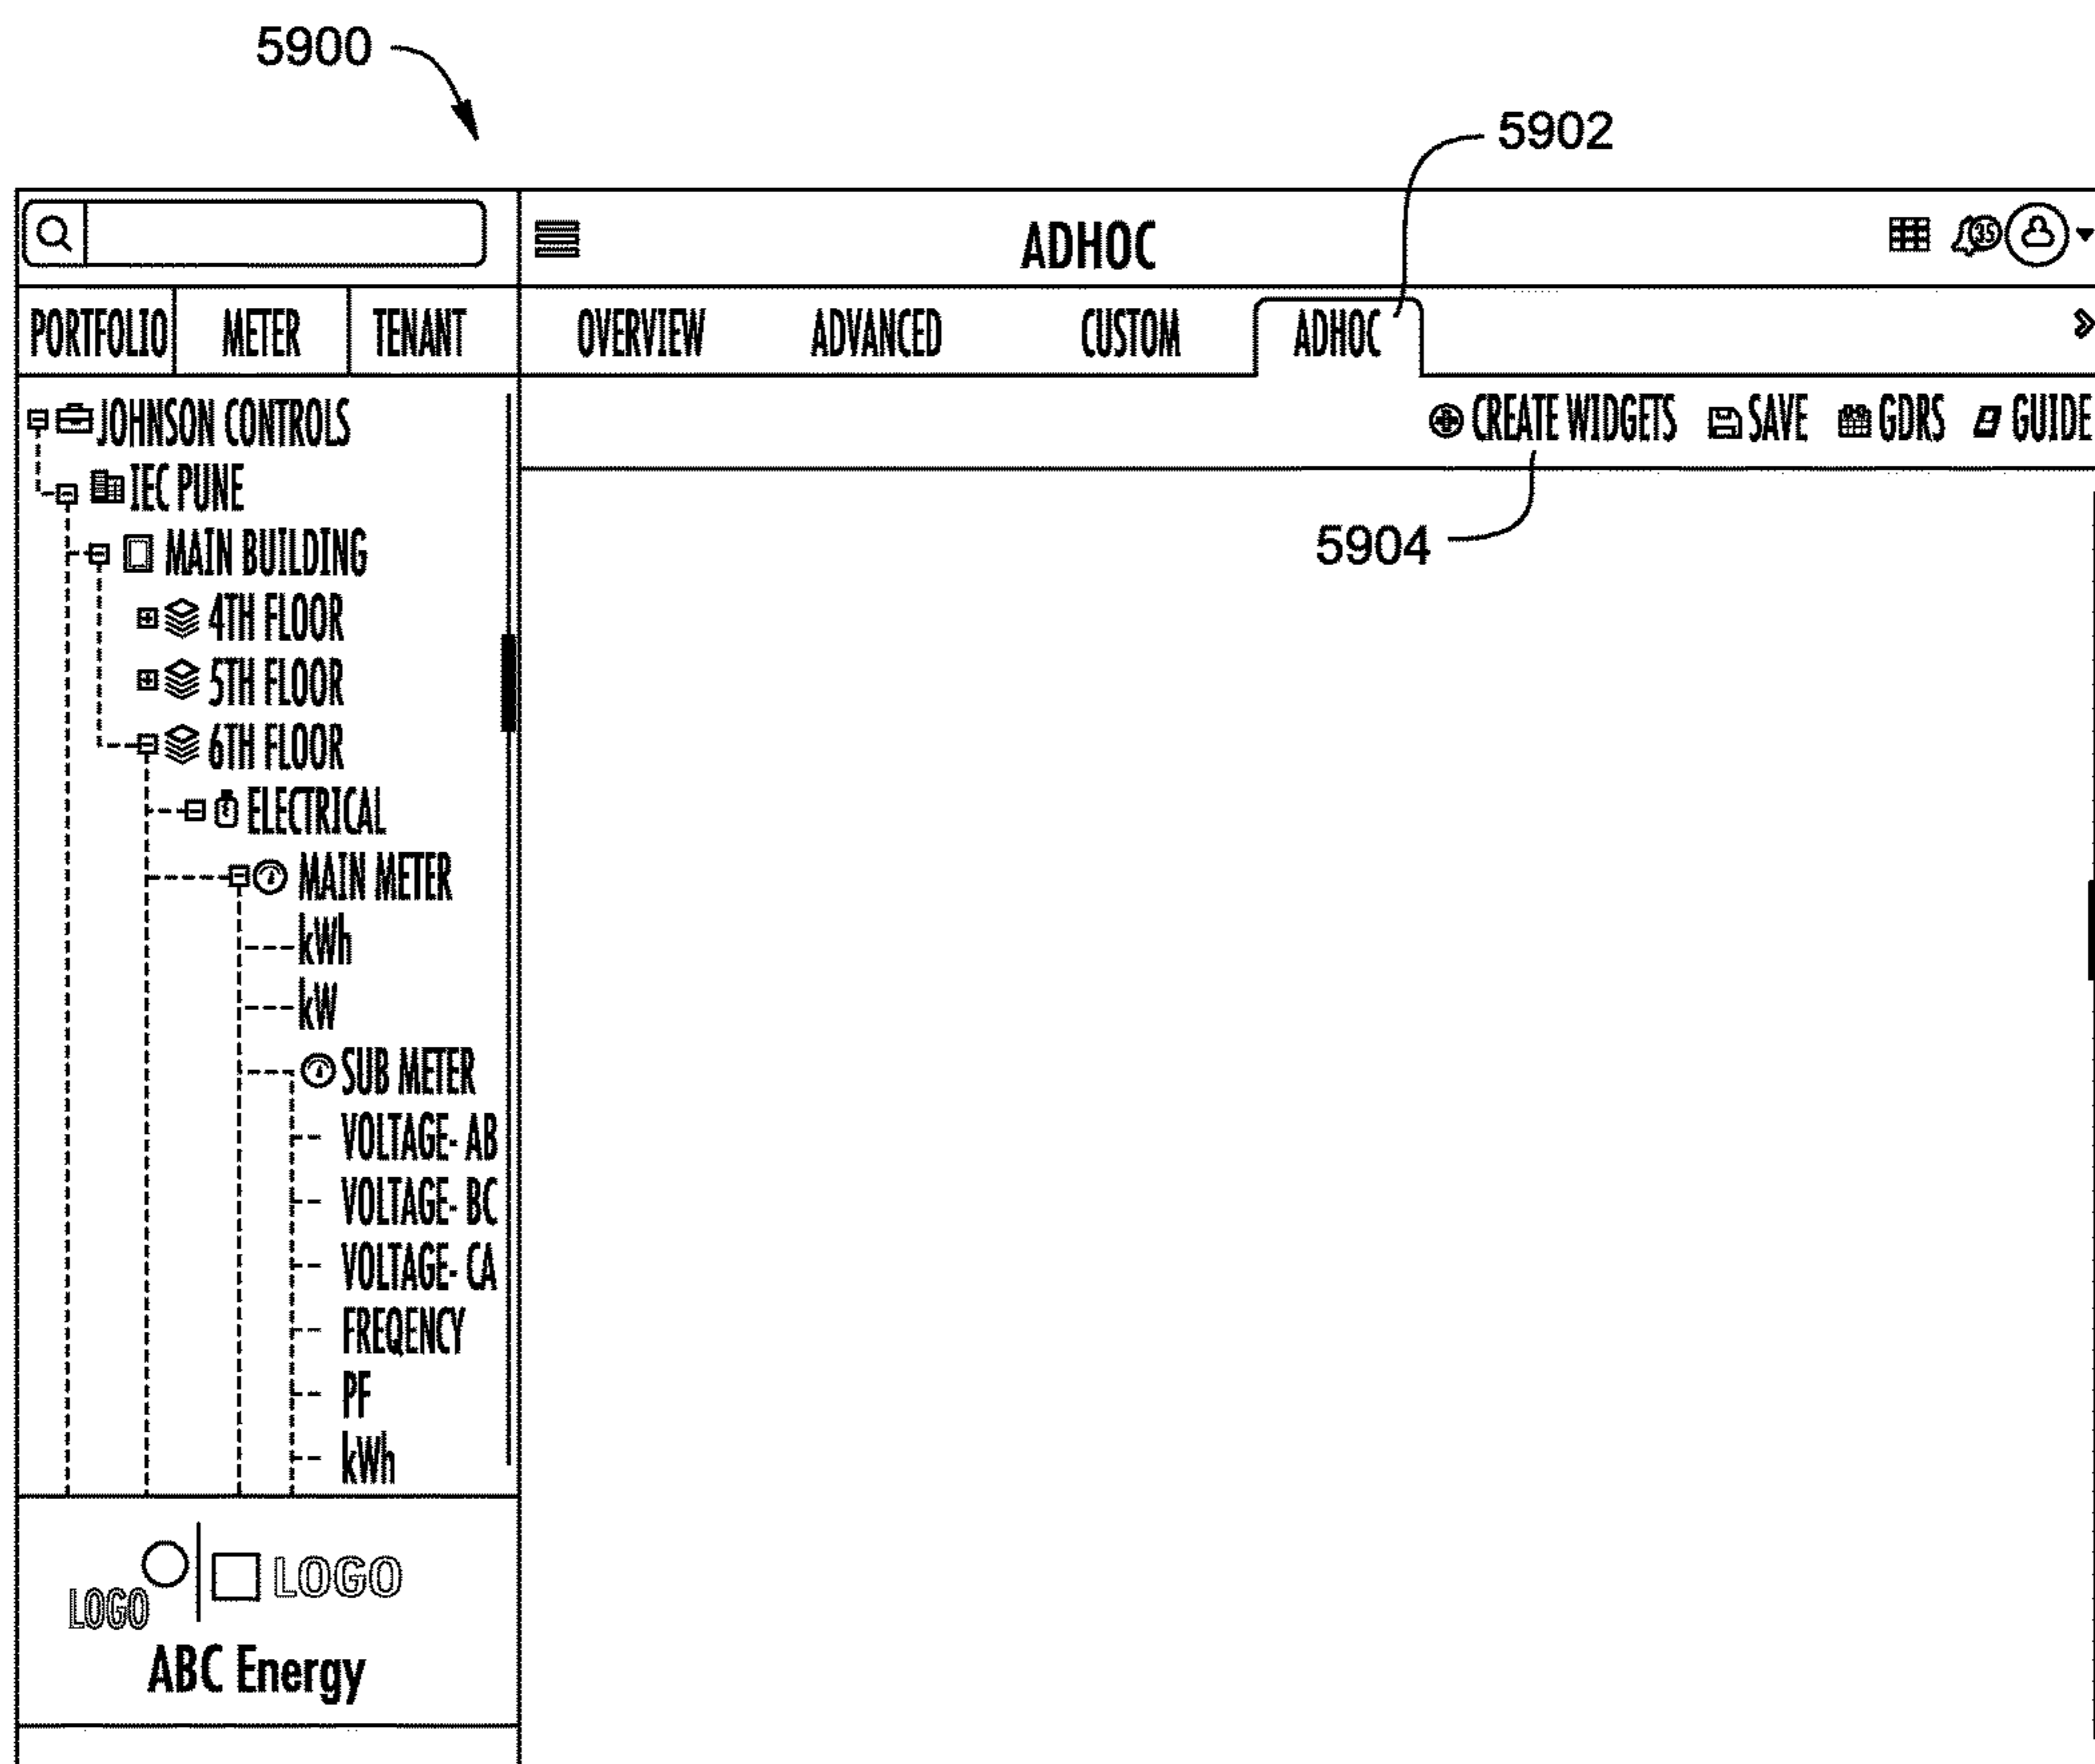 5900
5902
ADHOC
35
PORTFOLIO METER TENANT OVERVIEW ADVANCED CUSTOM ADHOC
JOHNSON CONTROLS
CREATE WIDGETS SAVE GDRS GUIDE
IEC PUNE
5904
MAIN BUILDING
4TH FLOOR
5TH FLOOR
6TH FLOOR
ELECTRICAL
MAIN METER
kWh
kW
SUB METER
VOLTAGE- AB
VOLTAGE- BC
VOLTAGE- CA
FREQENCY
PF
kWh
LOGO LOGO
ABC Energy